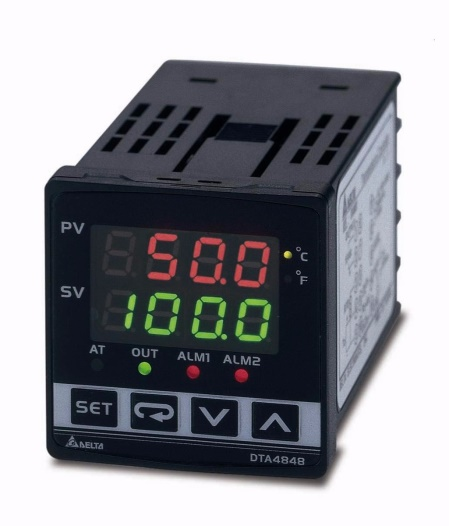 PV 50.0 °C
°F
SV 100.0
AT OUT ALM1 ALM2
SET
DELTA DTA4848